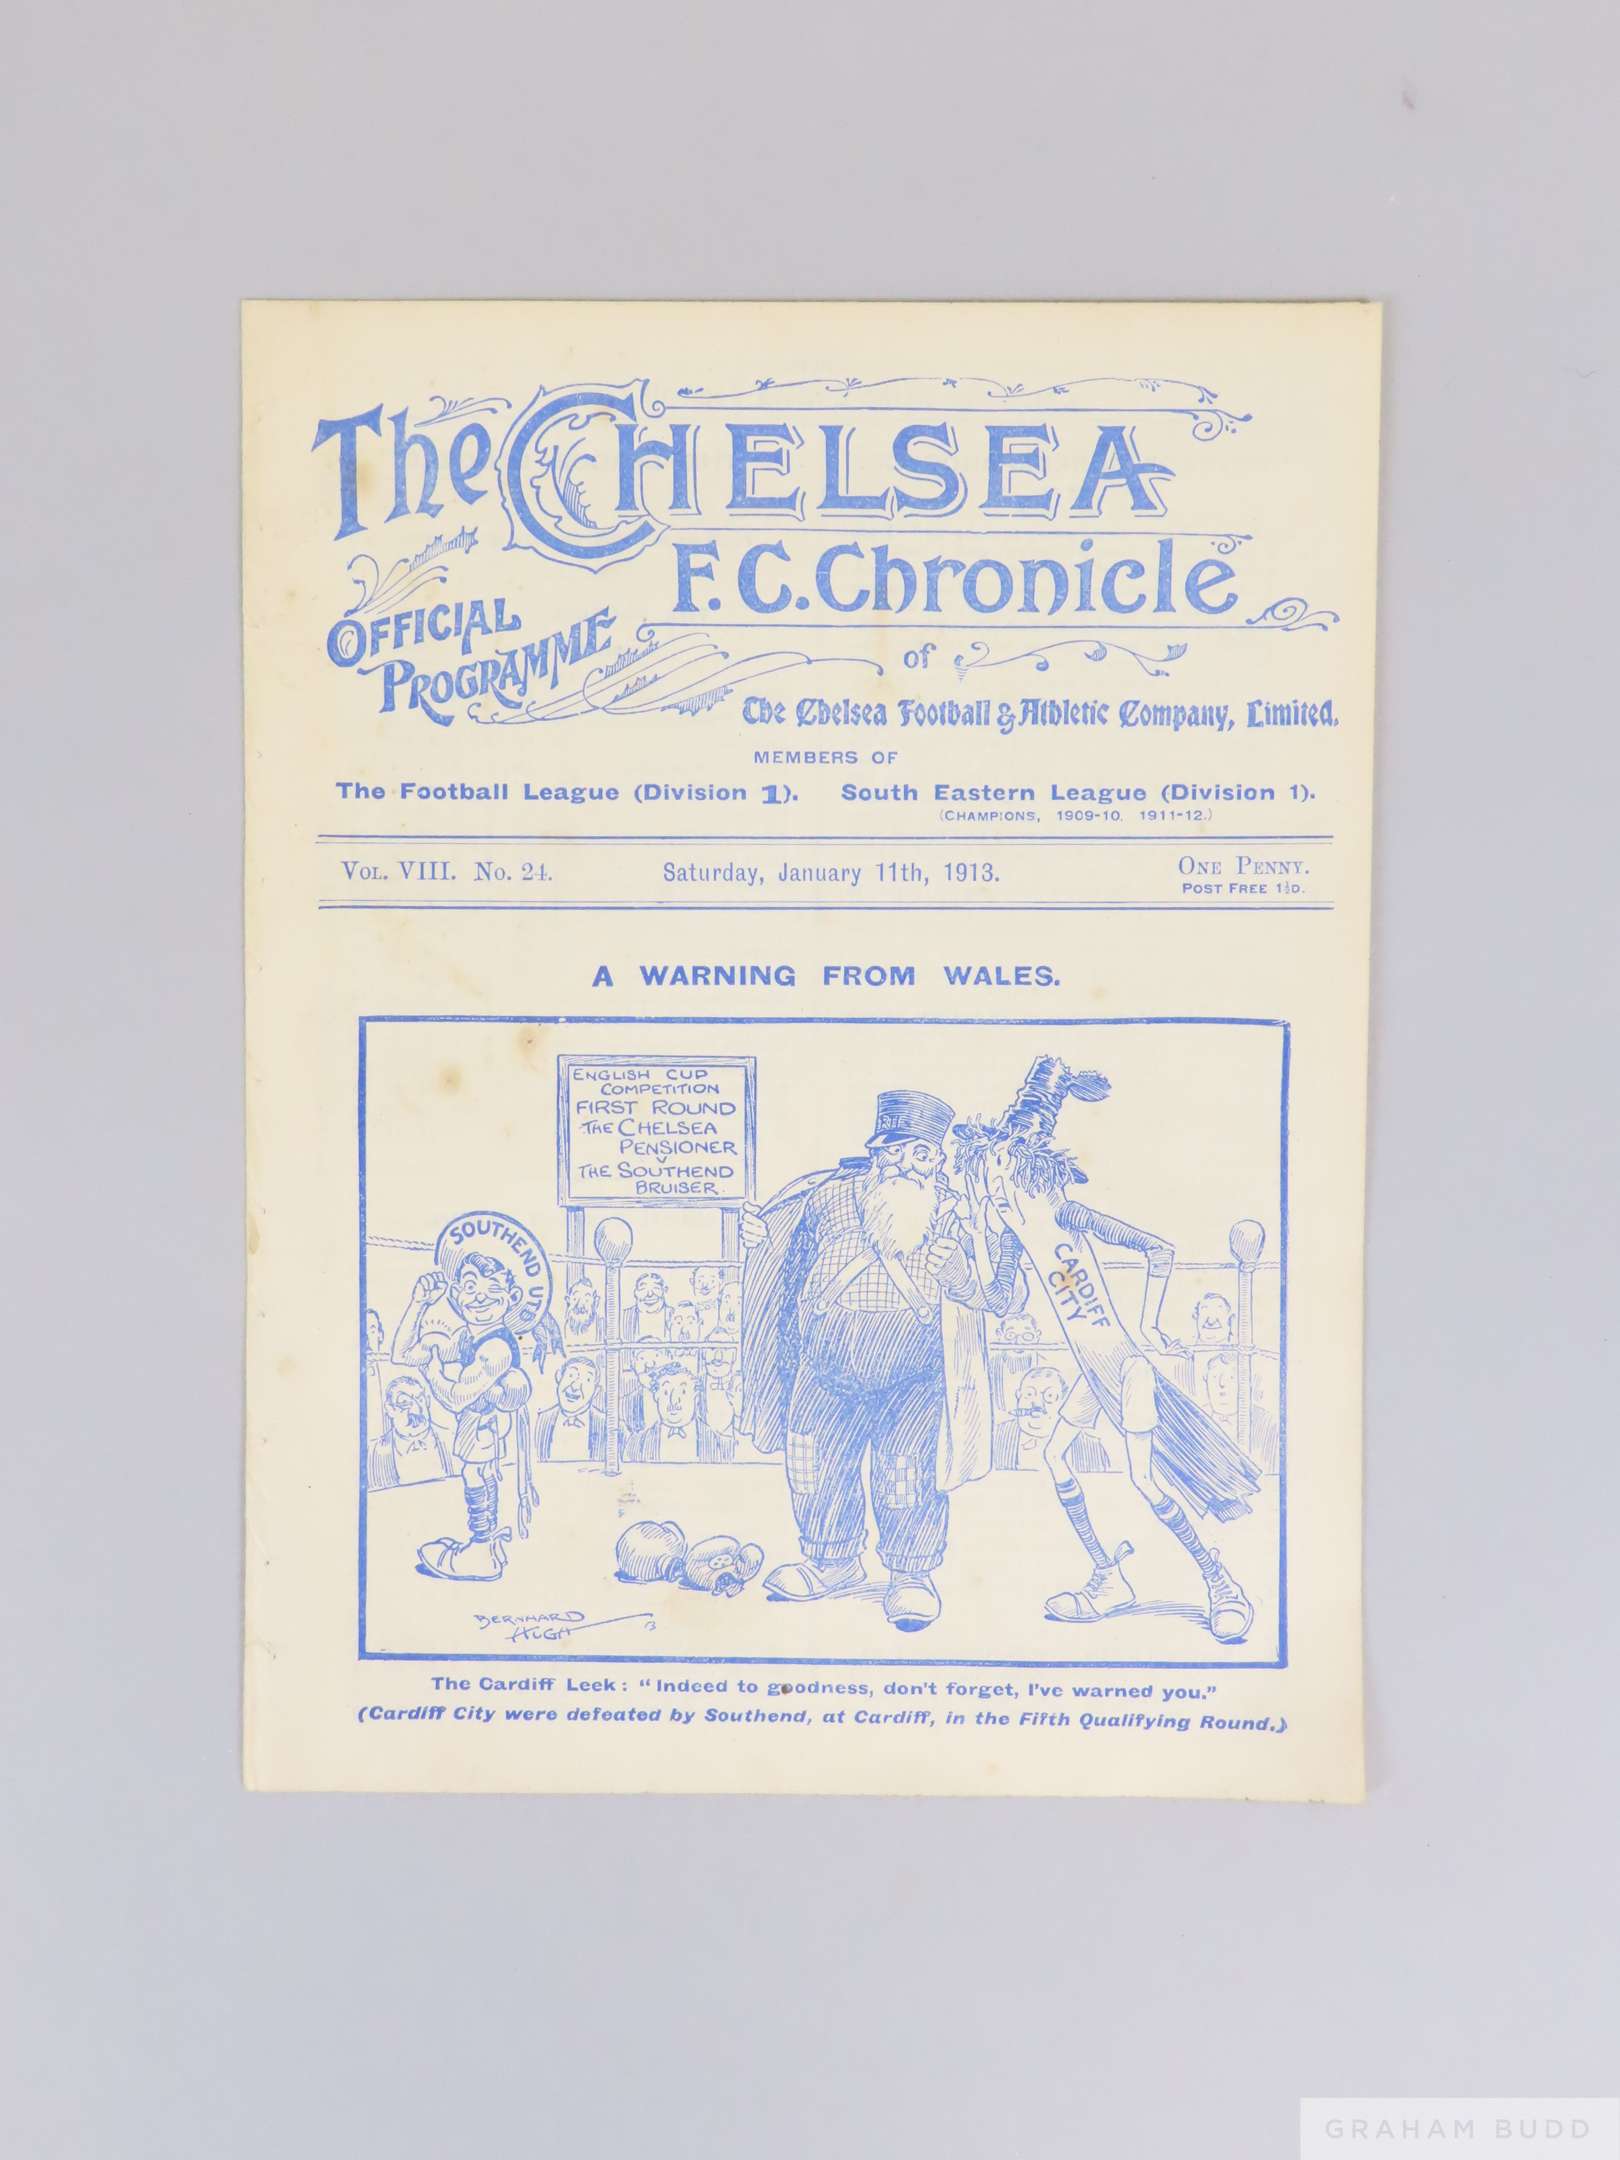 The CHELSEA
F.C. Chronicle
OFFICIAL
PROGRAMME
of
The Chelsea Football & Athletic Company, Limited.
MEMBERS OF
The Football League (Division 1). South Eastern League (Division 1).
(CHAMPIONS, 1909-10, 1911-12.)
VOL. VIII. No. 24. Saturday, January 11th, 1913. ONE PENNY.
POST FREE 1½D.
A WARNING FROM WALES.
ENGLISH CUP
COMPETITION
FIRST ROUND
THE CHELSEA
PENSIONER
V
THE SOUTHEND
BRUISER.
SOUTHEND UTD
CARDIFF
CITY
BERNHARD
HUGH 13
The Cardiff Leek: "Indeed to goodness, don't forget, I've warned you."
(Cardiff City were defeated by Southend, at Cardiff, in the Fifth Qualifying Round.)
GRAHAM BUDD